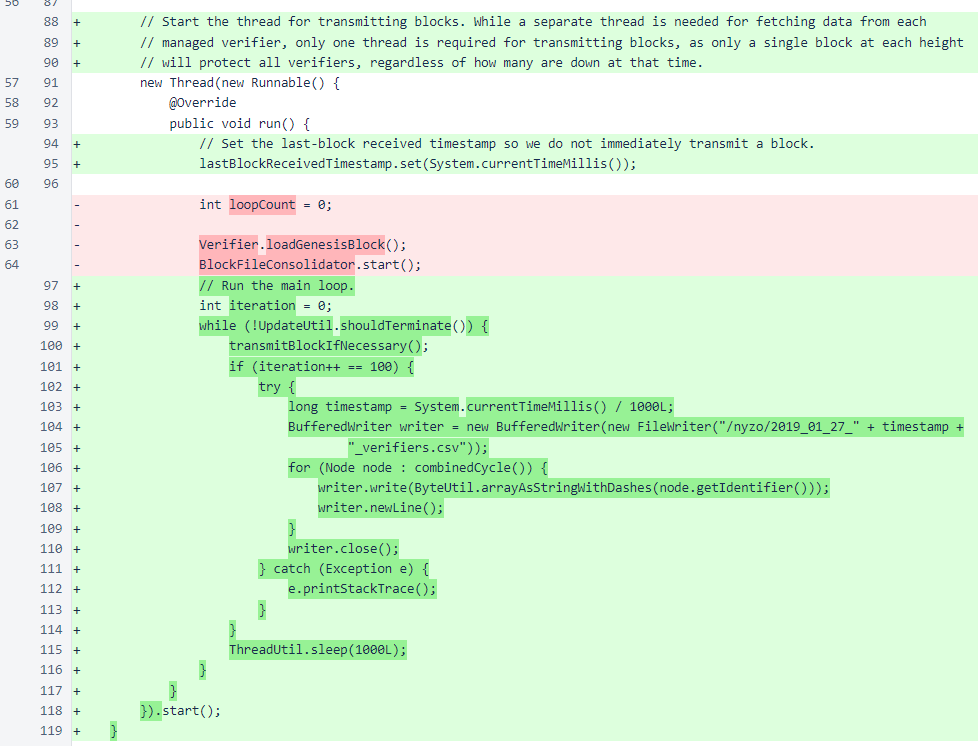 56 87
88 + // Start the thread for transmitting blocks. While a separate thread is needed for fetching data from each
89 + // managed verifier, only one thread is required for transmitting blocks, as only a single block at each height
90 + // will protect all verifiers, regardless of how many are down at that time.
57 91 new Thread(new Runnable() {
58 92 @Override
59 93 public void run() {
94 + // Set the last-block received timestamp so we do not immediately transmit a block.
95 + lastBlockReceivedTimestamp.set(System.currentTimeMillis());
60 96
61 - int loopCount = 0;
62 -
63 - Verifier.loadGenesisBlock();
64 - BlockFileConsolidator.start();
97 + // Run the main loop.
98 + int iteration = 0;
99 + while (!UpdateUtil.shouldTerminate()) {
100 + transmitBlockIfNecessary();
101 + if (iteration++ == 100) {
102 + try {
103 + long timestamp = System.currentTimeMillis() / 1000L;
104 + BufferedWriter writer = new BufferedWriter(new FileWriter("/nyzo/2019_01_27_" + timestamp +
105 + "_verifiers.csv"));
106 + for (Node node : combinedCycle()) {
107 + writer.write(ByteUtil.arrayAsStringWithDashes(node.getIdentifier()));
108 + writer.newLine();
109 + }
110 + writer.close();
111 + } catch (Exception e) {
112 + e.printStackTrace();
113 + }
114 + }
115 + ThreadUtil.sleep(1000L);
116 + }
117 + }
118 + }).start();
119 + }